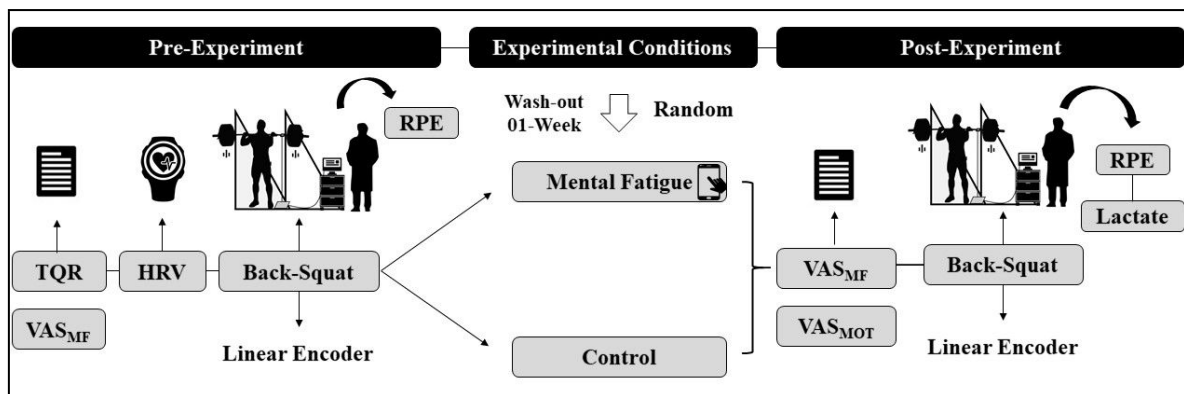 Pre-Experiment
Experimental Conditions
Post-Experiment
RPE
TQR
HRV
Back-Squat
VAS_MF
Linear Encoder
Wash-out
01-Week
Random
Mental Fatigue
Control
RPE
Lactate
VAS_MF
Back-Squat
VAS_MOT
Linear Encoder